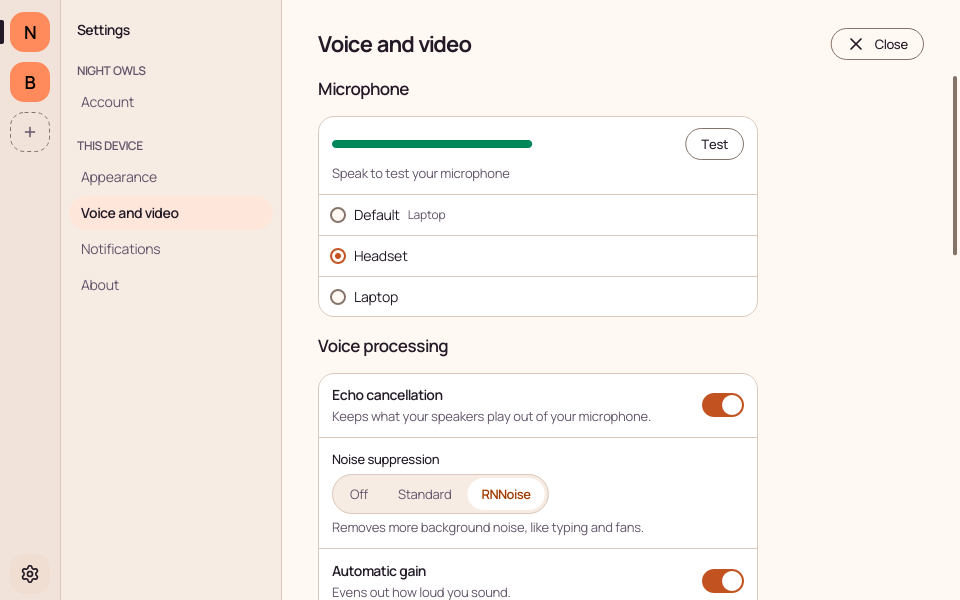 N
B
Settings
NIGHT OWLS
Account
THIS DEVICE
Appearance
Voice and video
Notifications
About
Voice and video
Close
Microphone
Test
Speak to test your microphone
Default Laptop
Headset
Laptop
Voice processing
Echo cancellation
Keeps what your speakers play out of your microphone.
Noise suppression
Off Standard RNNoise
Removes more background noise, like typing and fans.
Automatic gain
Evens out how loud you sound.